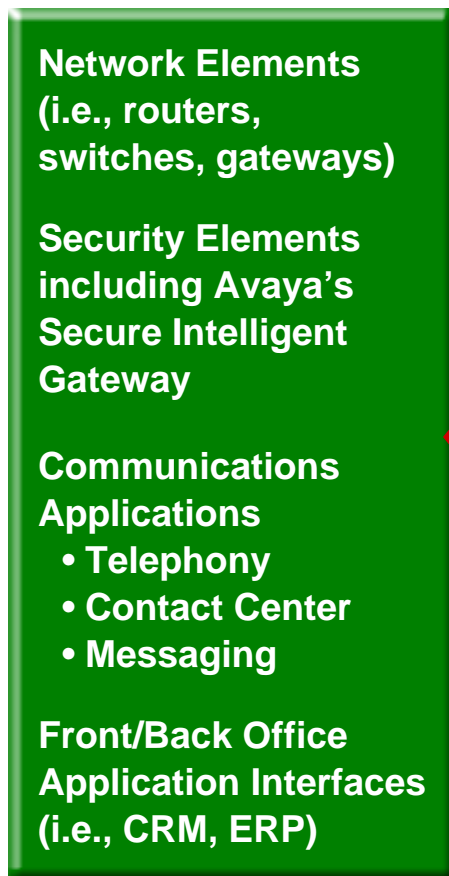 Network Elements
(i.e., routers,
switches, gateways)
Security Elements
including Avaya’s
Secure Intelligent
Gateway
Communications
Applications
• Telephony
• Contact Center
• Messaging
Front/Back Office
Application Interfaces
(i.e., CRM, ERP)